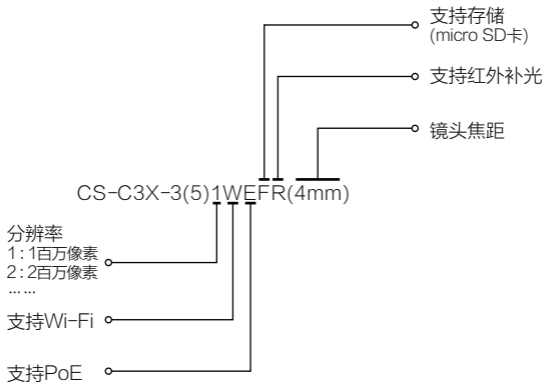 支持存储
(micro SD卡)
支持红外补光
镜头焦距
CS-C3X-3(5)1WEFR(4mm)
分辨率
1：1百万像素
2：2百万像素
……
支持Wi-Fi
支持PoE